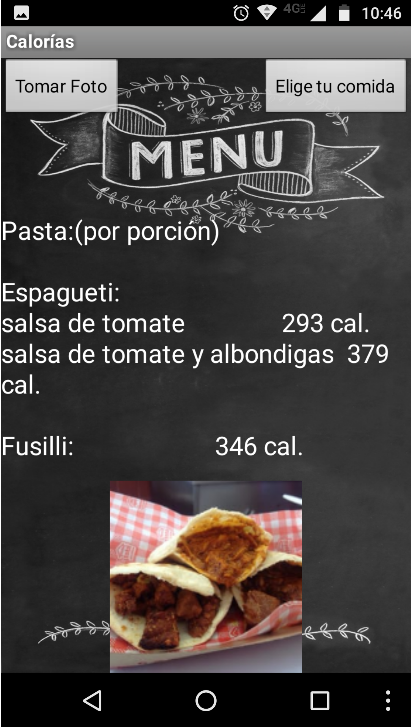 4G 10:46
Calorías
Tomar Foto
Elige tu comida
MENU
Pasta:(por porción)
Espagueti:
salsa de tomate 293 cal.
salsa de tomate y albondigas 379
cal.
Fusilli: 346 cal.